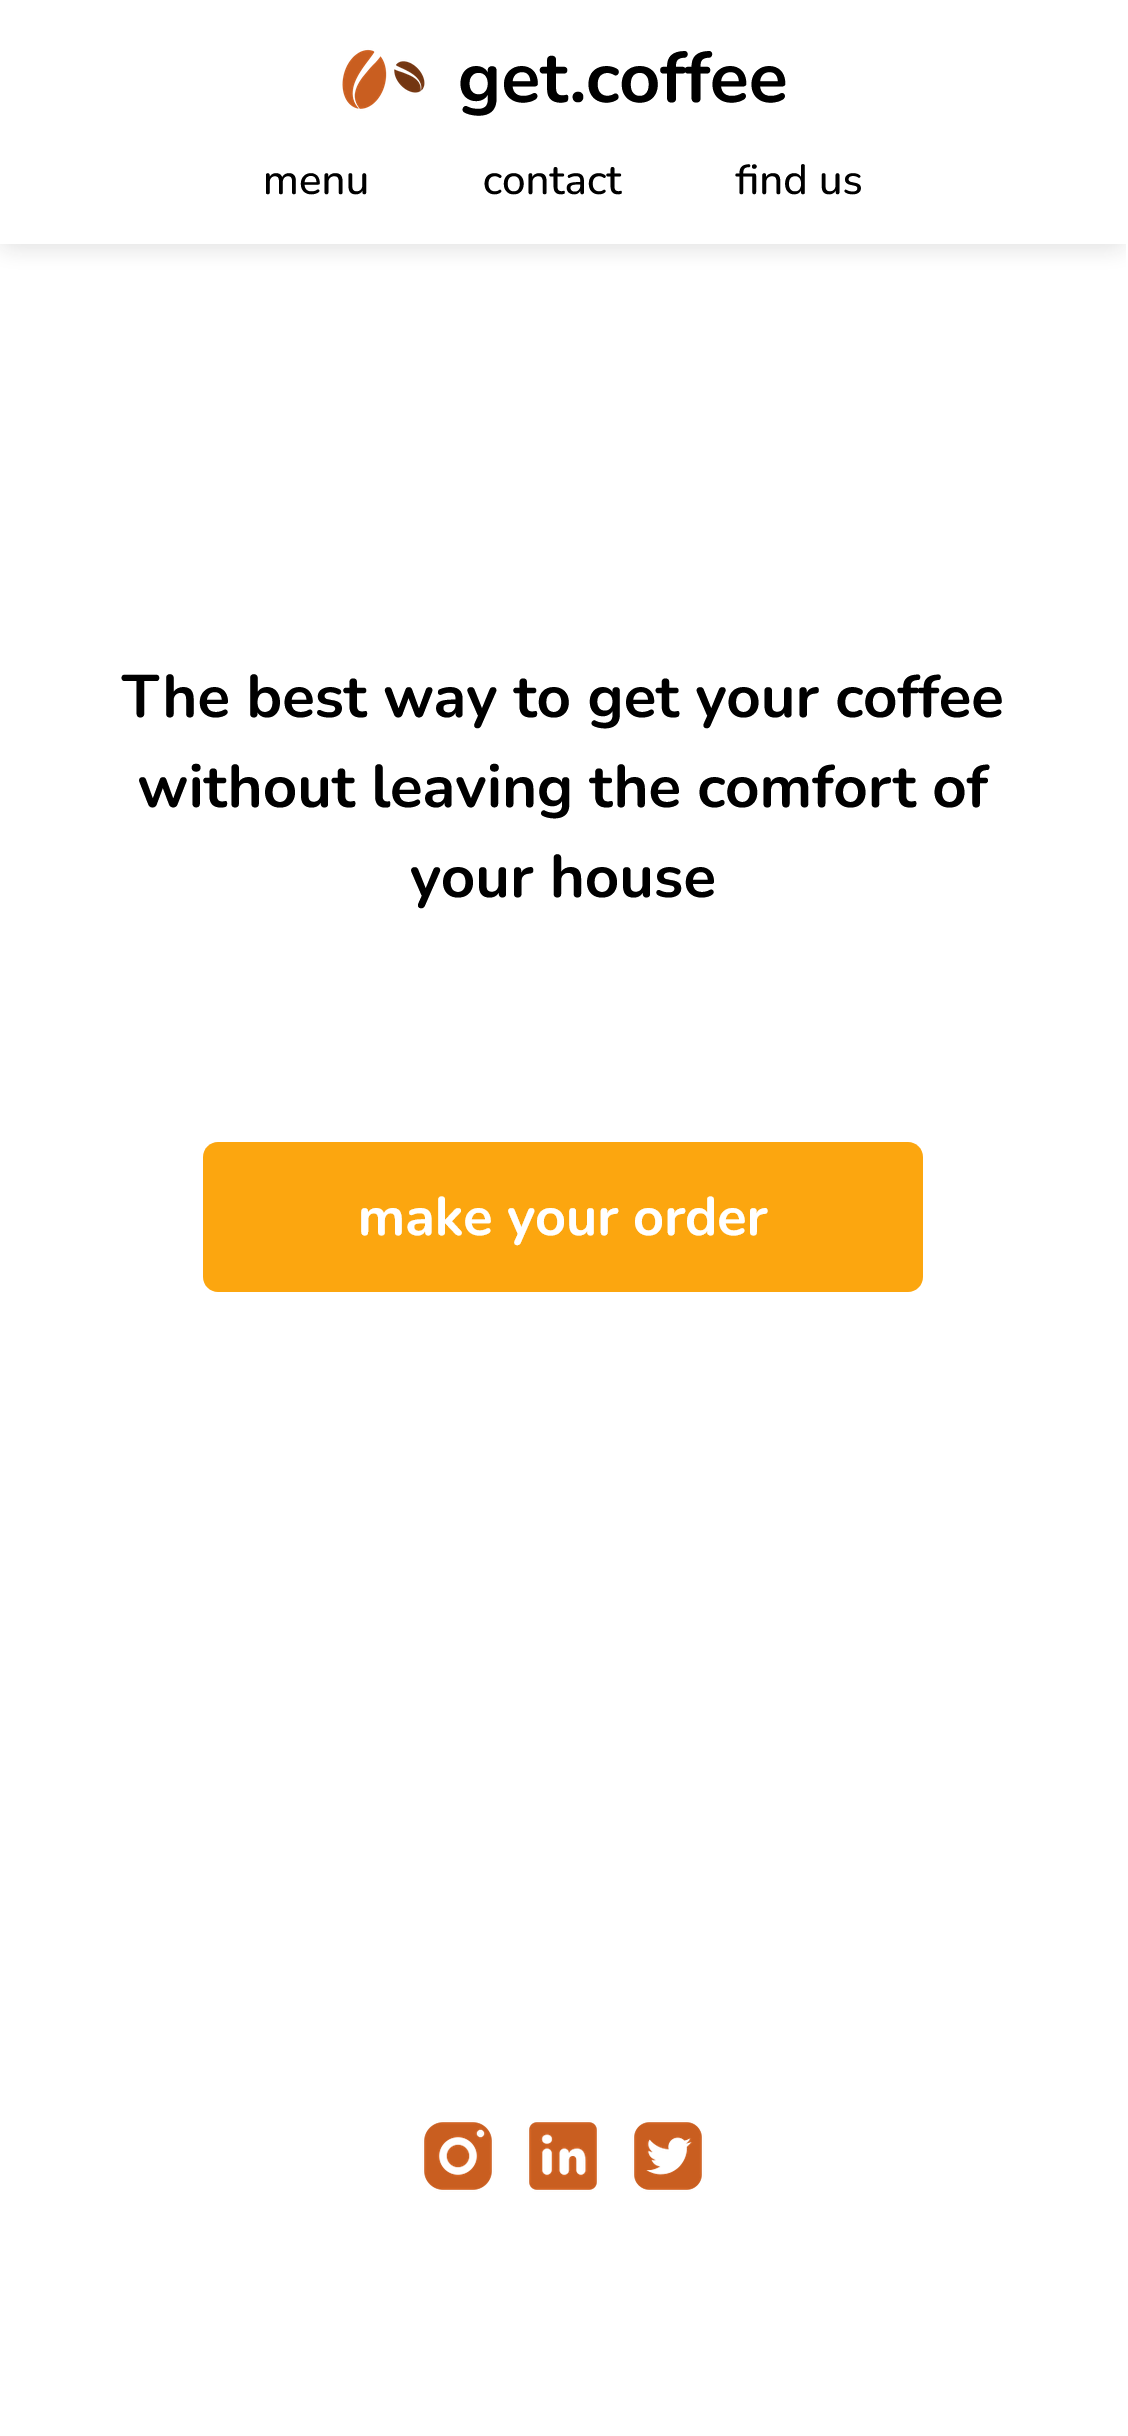 get.coffee
menu contact find us
The best way to get your coffee
without leaving the comfort of
your house
make your order
in